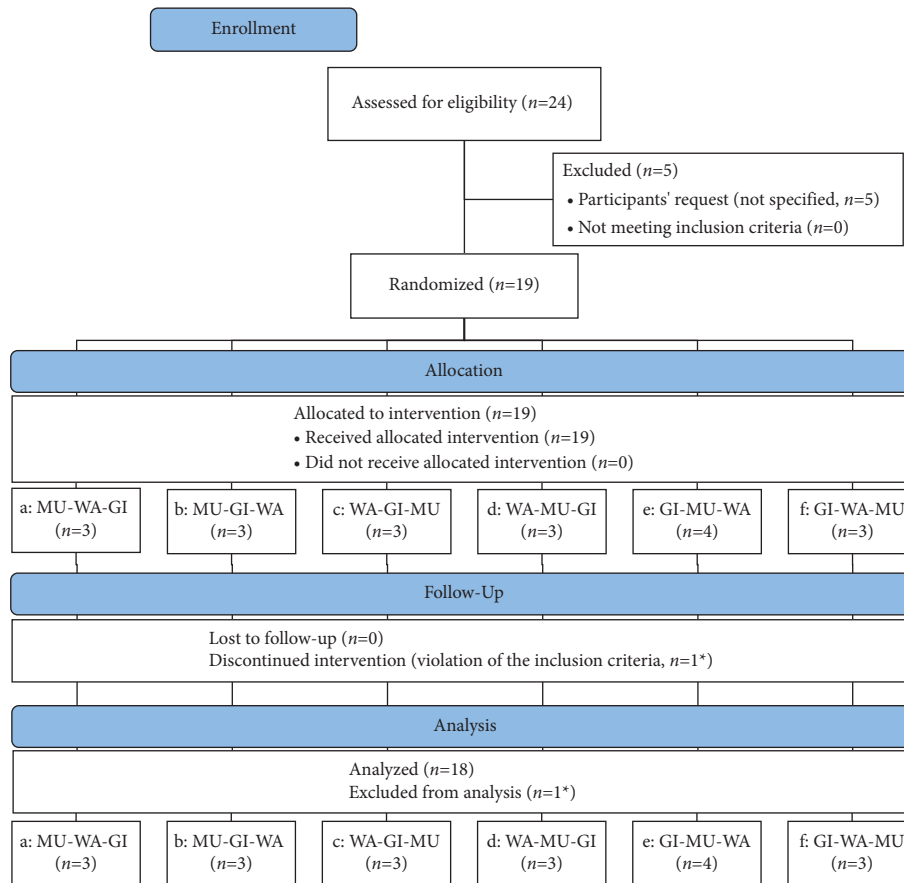 Enrollment
Assessed for eligibility (n=24)
Excluded (n=5)
• Participants' request (not specified, n=5)
• Not meeting inclusion criteria (n=0)
Randomized (n=19)
Allocation
Allocated to intervention (n=19)
• Received allocated intervention (n=19)
• Did not receive allocated intervention (n=0)
a: MU-WA-GI
(n=3)
b: MU-GI-WA
(n=3)
c: WA-GI-MU
(n=3)
d: WA-MU-GI
(n=3)
e: GI-MU-WA
(n=4)
f: GI-WA-MU
(n=3)
Follow-Up
Lost to follow-up (n=0)
Discontinued intervention (violation of the inclusion criteria, n=1*)
Analysis
Analyzed (n=18)
Excluded from analysis (n=1*)
a: MU-WA-GI
(n=3)
b: MU-GI-WA
(n=3)
c: WA-GI-MU
(n=3)
d: WA-MU-GI
(n=3)
e: GI-MU-WA
(n=4)
f: GI-WA-MU
(n=3)